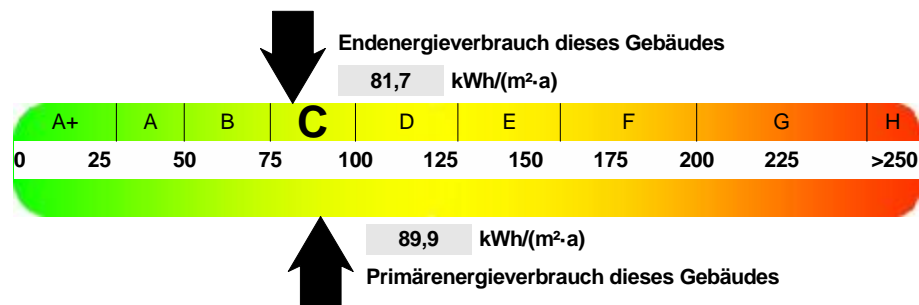 Endenergieverbrauch dieses Gebäudes
81,7 kWh/(m²·a)
A+ A B C D E F G H
0 25 50 75 100 125 150 175 200 225 >250
89,9 kWh/(m²·a)
Primärenergieverbrauch dieses Gebäudes